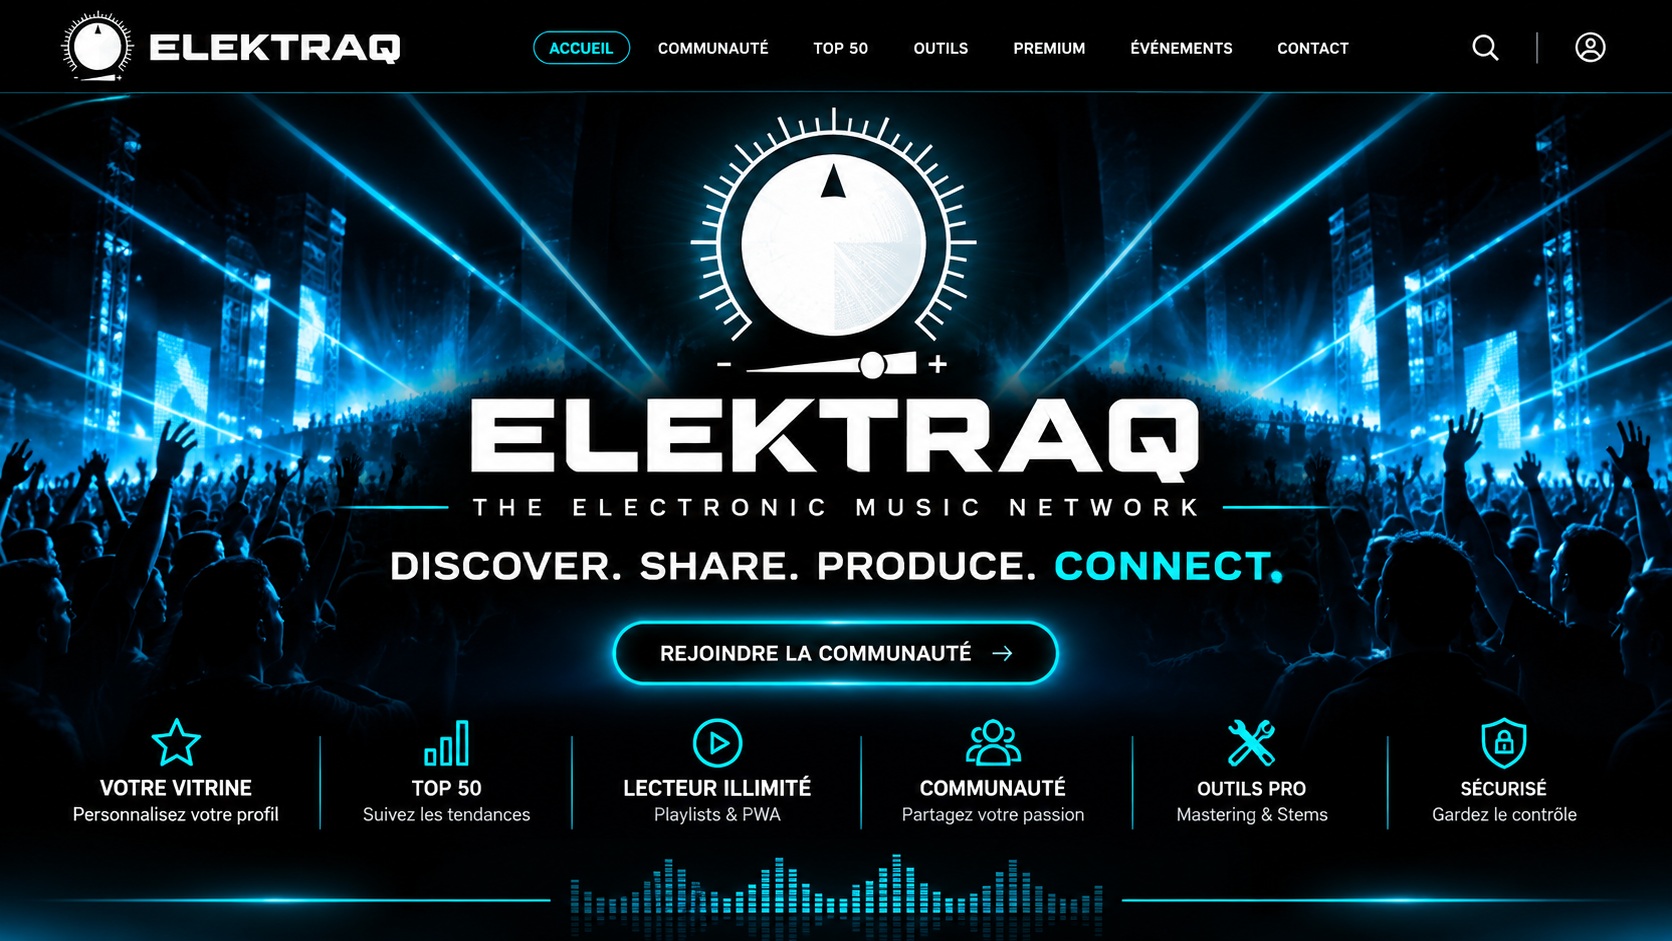 ELEKTRAQ
ACCUEIL COMMUNAUTÉ TOP 50 OUTILS PREMIUM ÉVÉNEMENTS CONTACT
- +
- +
ELEKTRAQ
THE ELECTRONIC MUSIC NETWORK
DISCOVER. SHARE. PRODUCE. CONNECT.
REJOINDRE LA COMMUNAUTÉ →
VOTRE VITRINE
Personnalisez votre profil
TOP 50
Suivez les tendances
LECTEUR ILLIMITÉ
Playlists & PWA
COMMUNAUTÉ
Partagez votre passion
OUTILS PRO
Mastering & Stems
SÉCURISÉ
Gardez le contrôle